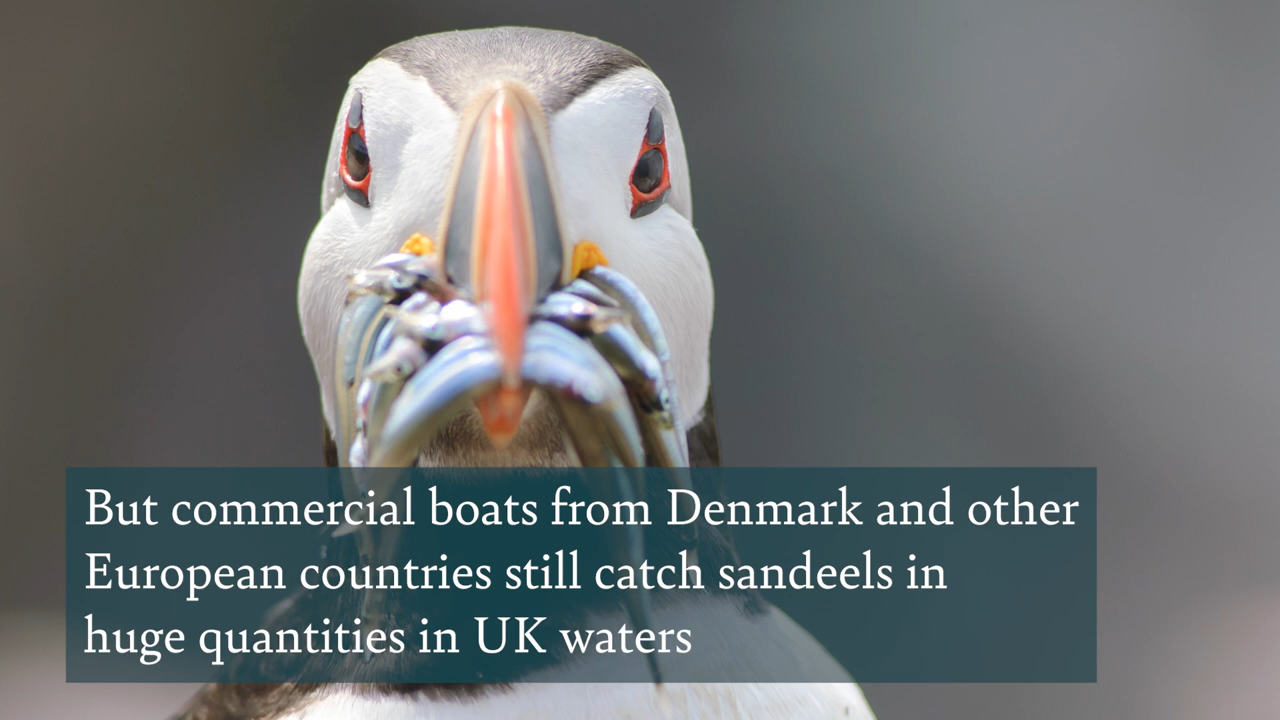 But commercial boats from Denmark and other
European countries still catch sandeels in
huge quantities in UK waters